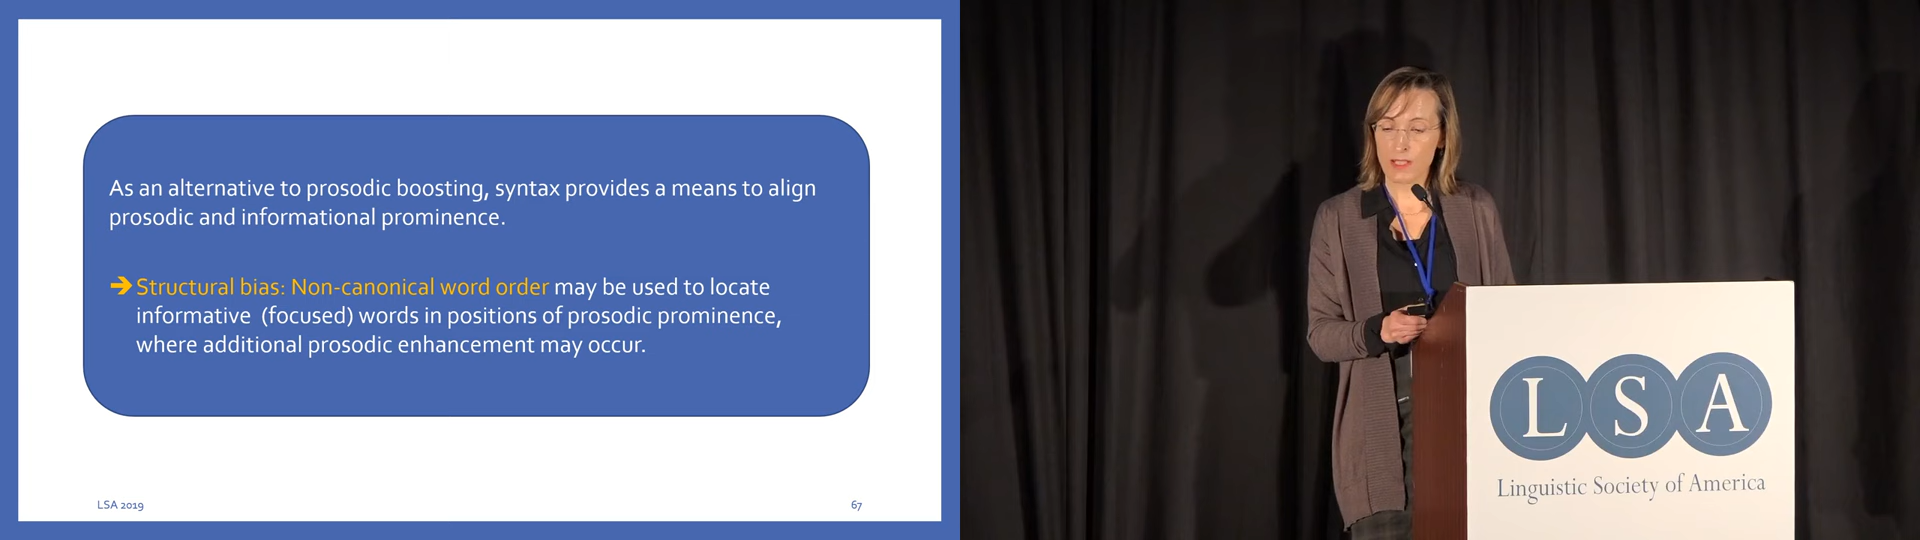 As an alternative to prosodic boosting, syntax provides a means to align
prosodic and informational prominence.
➔ Structural bias: Non-canonical word order may be used to locate
informative (focused) words in positions of prosodic prominence,
where additional prosodic enhancement may occur.
LSA 2019
67
LSA
Linguistic Society of America